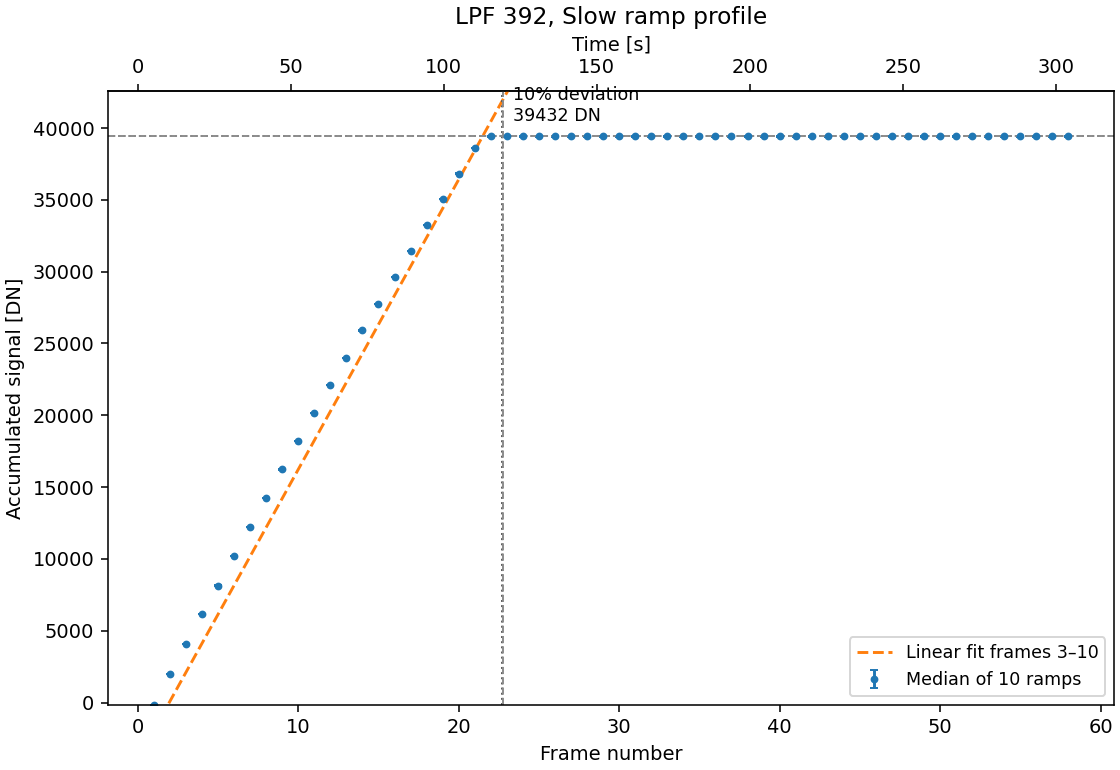 LPF 392, Slow ramp profile
Time [s]
0 50 100 150 200 250 300
10% deviation
39432 DN
Accumulated signal [DN]
40000
35000
30000
25000
20000
15000
10000
5000
0
Linear fit frames 3–10
Median of 10 ramps
0 10 20 30 40 50 60
Frame number